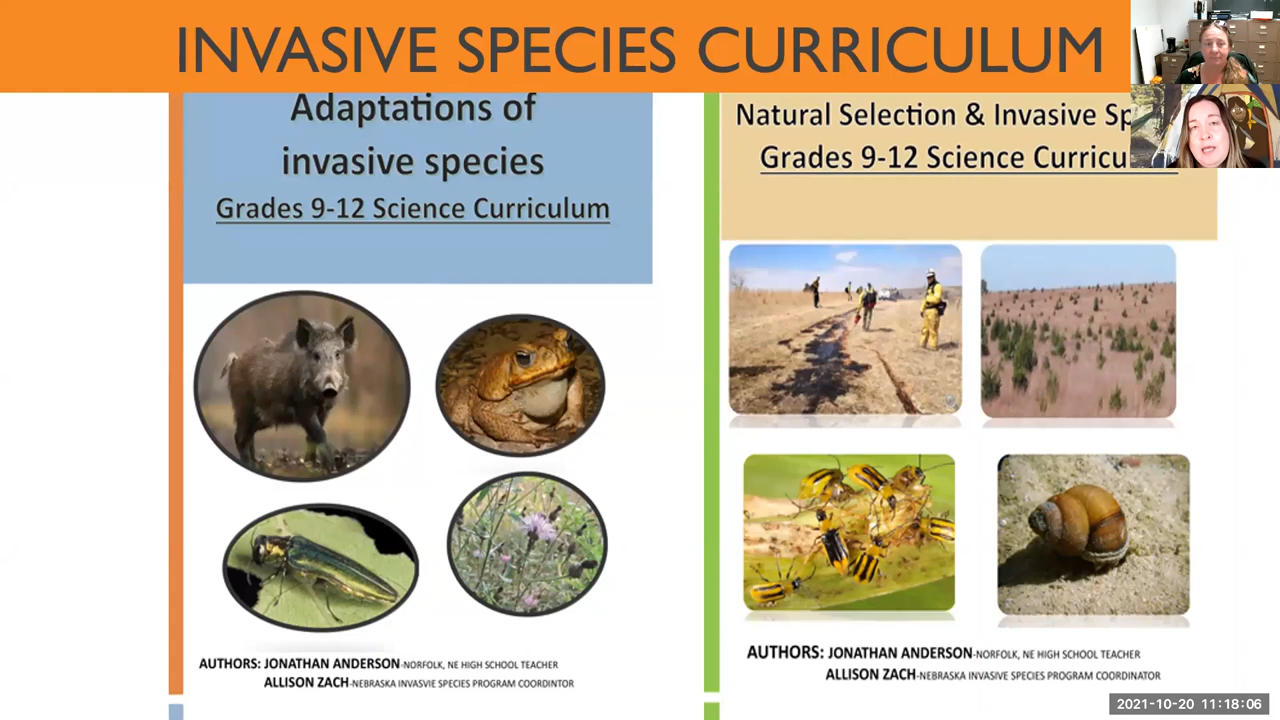 INVASIVE SPECIES CURRICULUM
Adaptations of
invasive species
Grades 9-12 Science Curriculum
AUTHORS: JONATHAN ANDERSON-NORFOLK, NE HIGH SCHOOL TEACHER
ALLISON ZACH-NEBRASKA INVASVIE SPECIES PROGRAM COORDINTOR
Natural Selection & Invasive Sp
Grades 9-12 Science Curricu
AUTHORS: JONATHAN ANDERSON-NORFOLK, NE HIGH SCHOOL TEACHER
ALLISON ZACH-NEBRASKA INVASIVE SPECIES PROGRAM COORDINATOR
2021-10-20 11:18:06